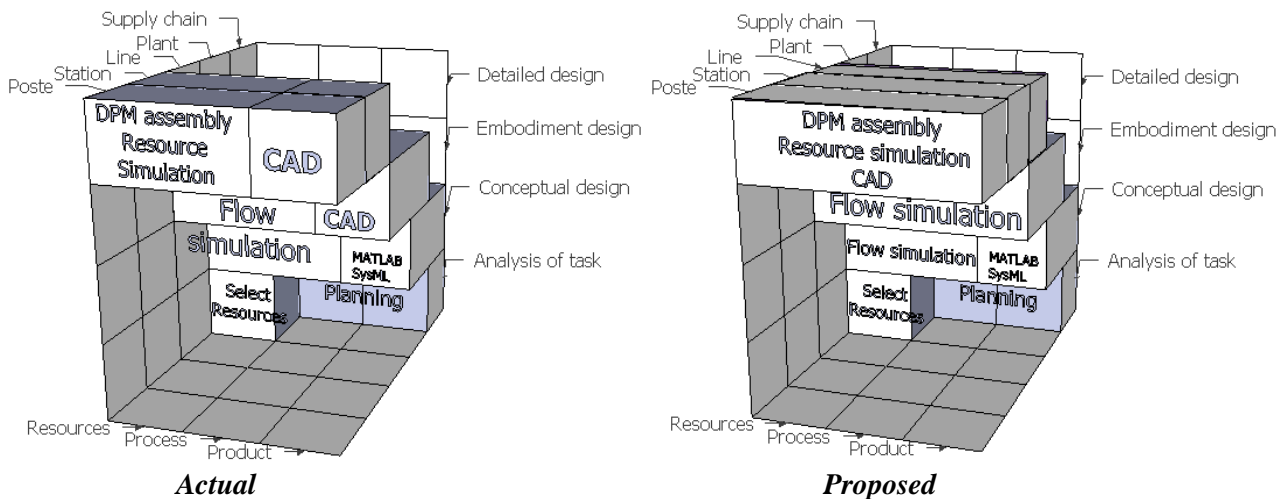 Supply chain
Plant
Line
Station
Poste
DPM assembly
Resource
Simulation
CAD
Flow
simulation
CAD
MATLAB
SysML
Select
Resources
Planning
Detailed design
Embodiment design
Conceptual design
Analysis of task
Resources
Process
Product
Actual
Supply chain
Plant
Line
Station
Poste
DPM assembly
Resource simulation
CAD
Flow simulation
Flow simulation
MATLAB
SysML
Select
Resources
Planning
Detailed design
Embodiment design
Conceptual design
Analysis of task
Resources
Process
Product
Proposed